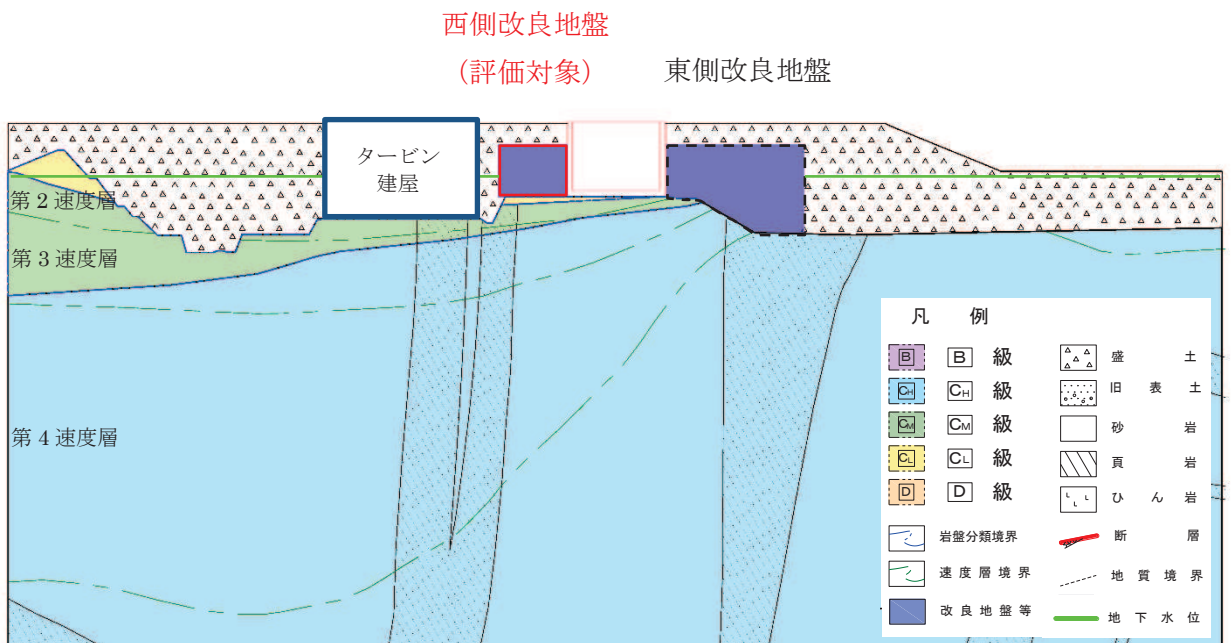 西側改良地盤
（評価対象）
東側改良地盤
タービン
建屋
第２速度層
第３速度層
第４速度層
凡 例
B B 級
CH CH 級
CM CM 級
CL CL 級
D D 級
岩盤分類境界
速度層境界
改良地盤等
盛土
旧表土
砂岩
頁岩
ひん岩
断層
地質境界
地下水位